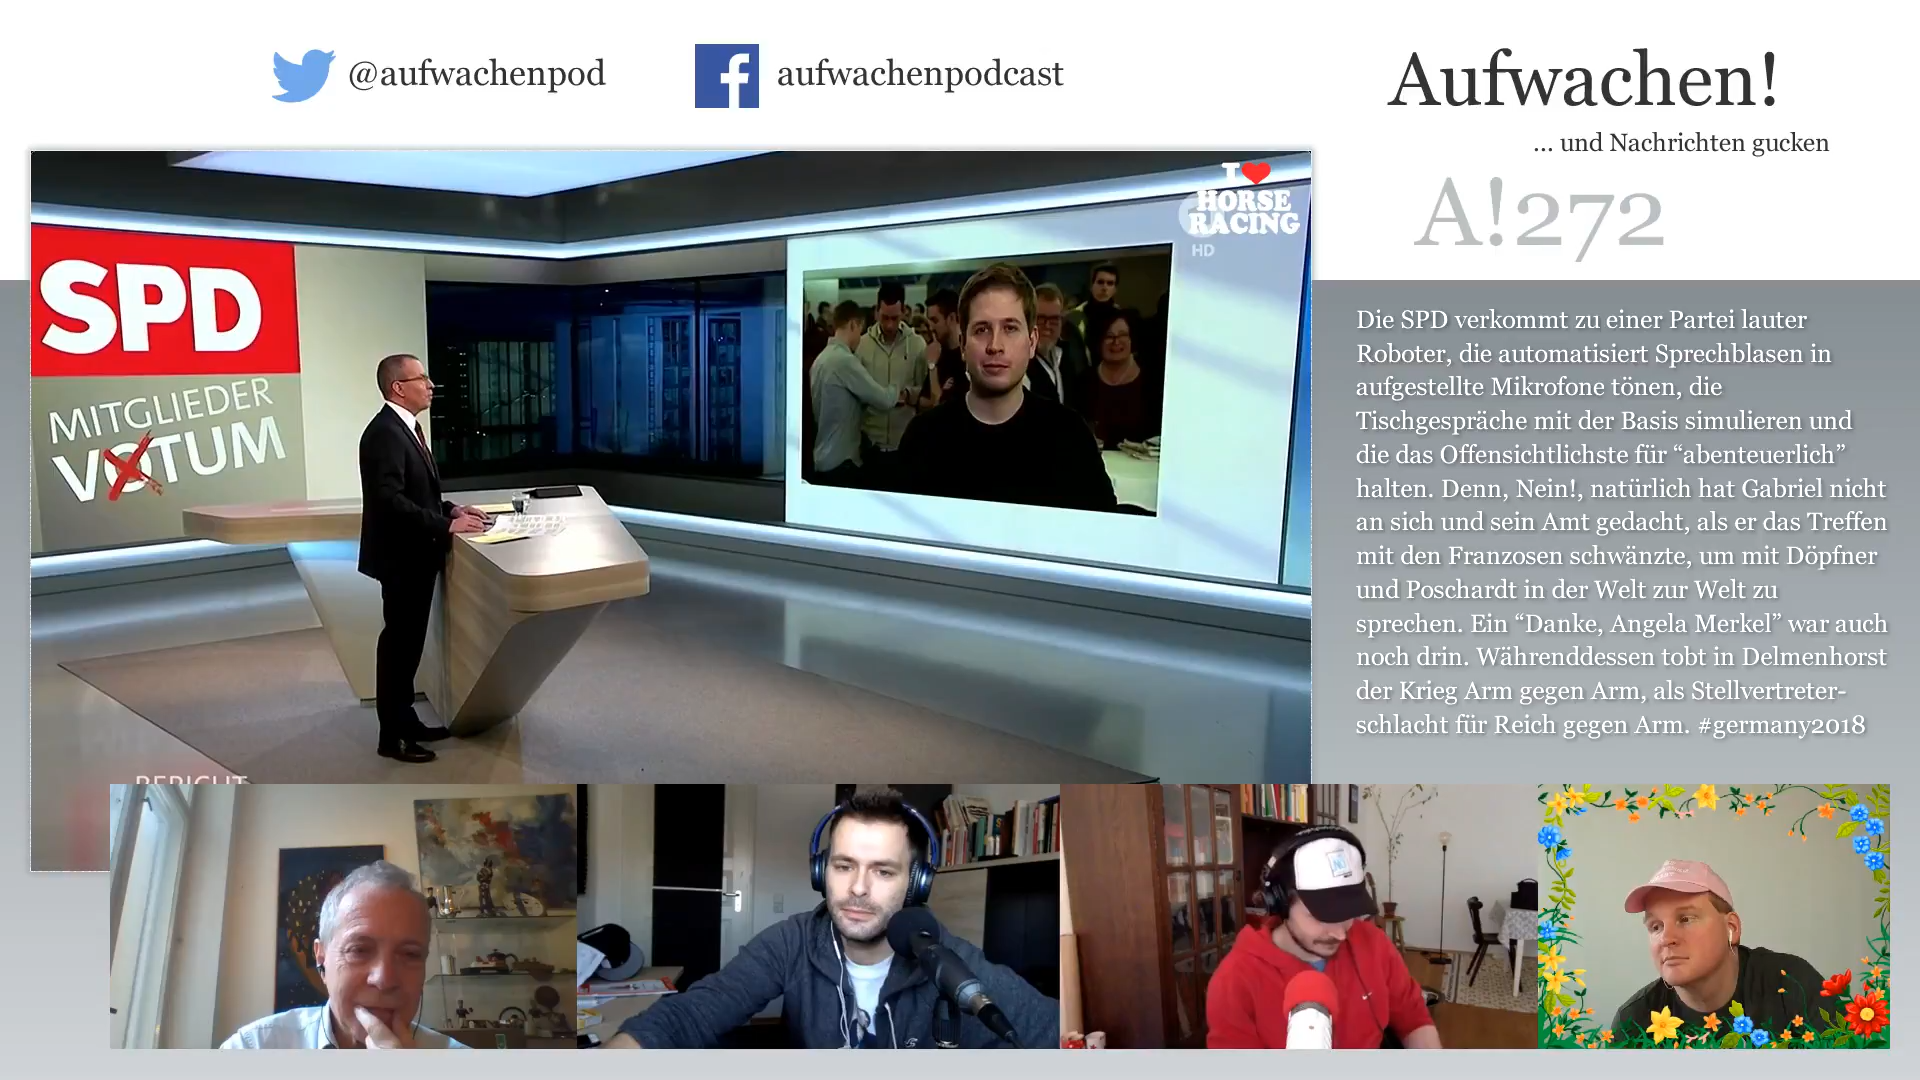 @aufwachenpod
aufwachenpodcast
Aufwachen!
... und Nachrichten gucken
A!272
I
HORSE
RACING
HD
SPD
MITGLIEDER
VOTUM
BERICHT
Die SPD verkommt zu einer Partei lauter
Roboter, die automatisiert Sprechblasen in
aufgestellte Mikrofone tönen, die
Tischgespräche mit der Basis simulieren und
die das Offensichtlichste für “abenteuerlich”
halten. Denn, Nein!, natürlich hat Gabriel nicht
an sich und sein Amt gedacht, als er das Treffen
mit den Franzosen schwänzte, um mit Döpfner
und Poschardt in der Welt zur Welt zu
sprechen. Ein “Danke, Angela Merkel” war auch
noch drin. Währenddessen tobt in Delmenhorst
der Krieg Arm gegen Arm, als Stellvertreter-
schlacht für Reich gegen Arm. #germany2018